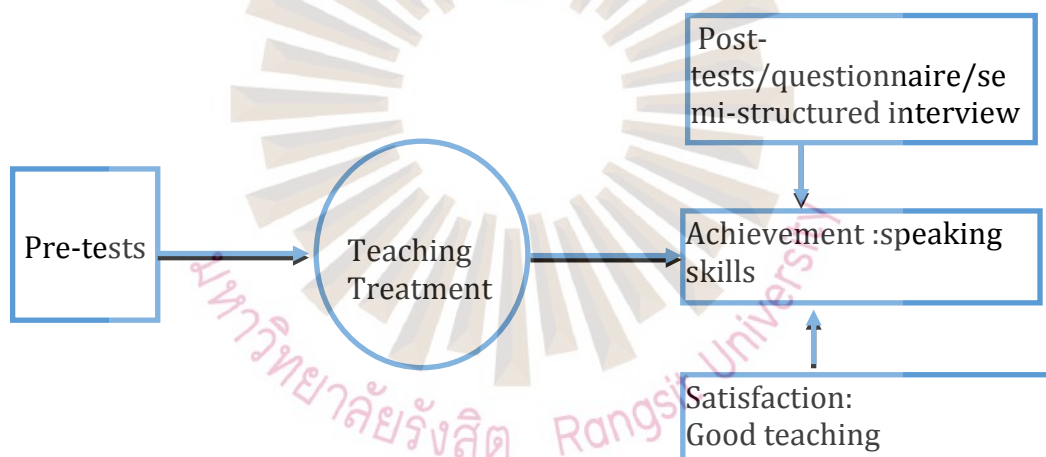 Post-
tests/questionnaire/se
mi-structured interview
Pre-tests
Teaching
Treatment
Achievement :speaking
skills
Satisfaction:
Good teaching
มหาวิทยาลัยรังสิต Rangsit University